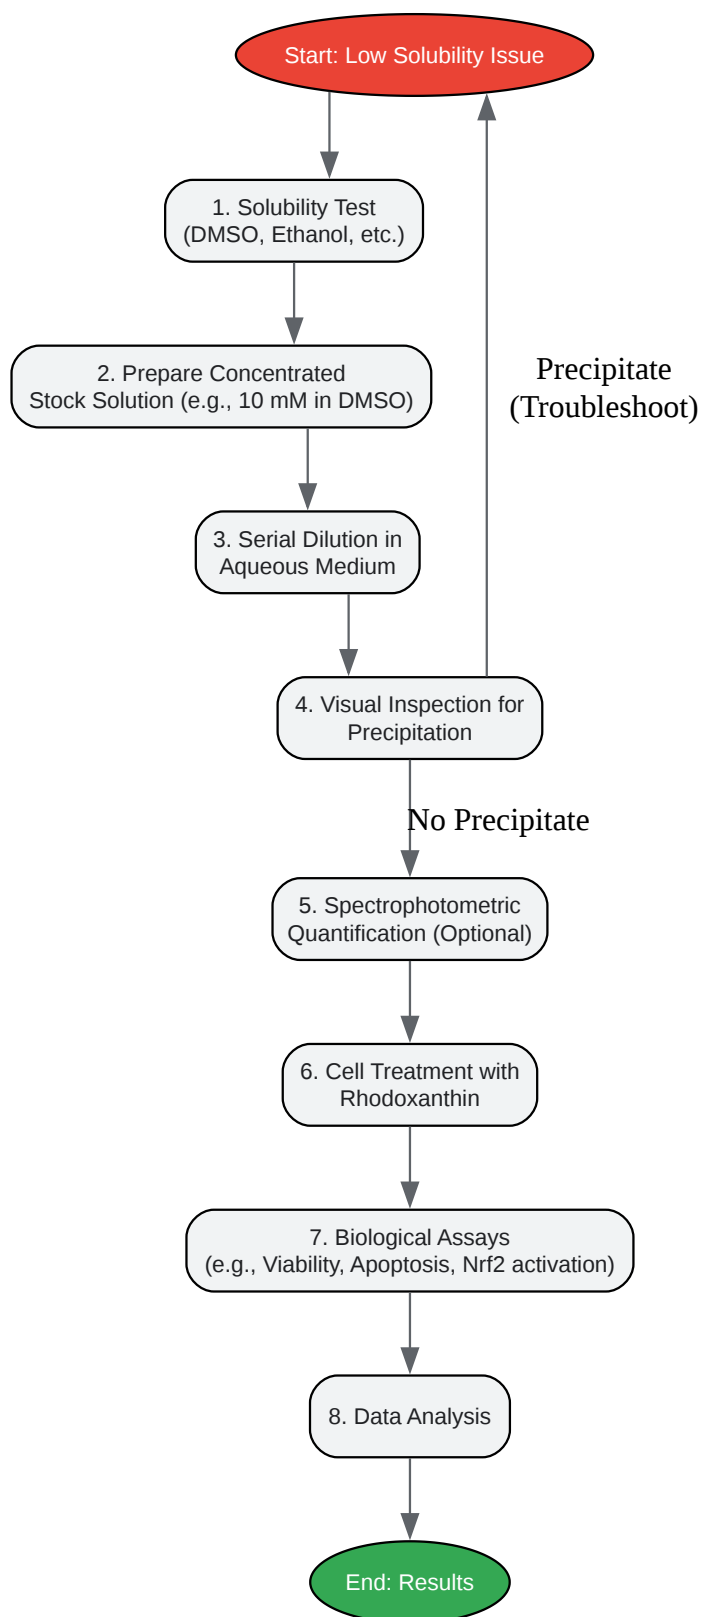 Start: Low Solubility Issue
1. Solubility Test
(DMSO, Ethanol, etc.)
2. Prepare Concentrated
Stock Solution (e.g., 10 mM in DMSO)
Precipitate
(Troubleshoot)
3. Serial Dilution in
Aqueous Medium
4. Visual Inspection for
Precipitation
No Precipitate
5. Spectrophotometric
Quantification (Optional)
6. Cell Treatment with
Rhodoxanthin
7. Biological Assays
(e.g., Viability, Apoptosis, Nrf2 activation)
8. Data Analysis
End: Results